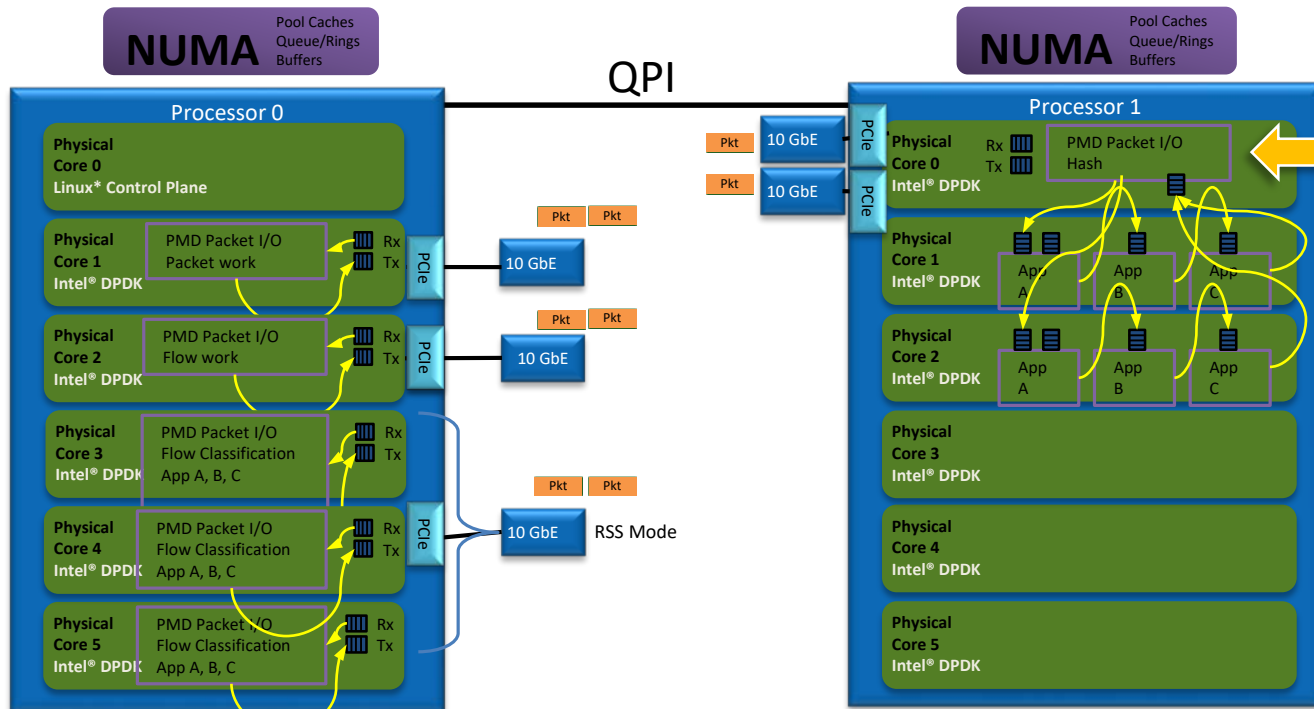 NUMA
Pool Caches
Queue/Rings
Buffers
NUMA
Pool Caches
Queue/Rings
Buffers
QPI
Processor 0
Physical
Core 0
Linux* Control Plane
Physical
Core 1
Intel® DPDK
PMD Packet I/O
Packet work
Rx
Tx
PCIe
10 GbE
Pkt
Pkt
Physical
Core 2
Intel® DPDK
PMD Packet I/O
Flow work
Rx
Tx
PCIe
10 GbE
Pkt
Pkt
Physical
Core 3
Intel® DPDK
PMD Packet I/O
Flow Classification
App A, B, C
Rx
Tx
Physical
Core 4
Intel® DPDK
PMD Packet I/O
Flow Classification
App A, B, C
Rx
Tx
PCIe
10 GbE
Pkt
Pkt
RSS Mode
Physical
Core 5
Intel® DPDK
PMD Packet I/O
Flow Classification
App A, B, C
Rx
Tx
Processor 1
Pkt
10 GbE
PCIe
Pkt
10 GbE
PCIe
Physical
Core 0
Intel® DPDK
Rx
Tx
PMD Packet I/O
Hash
Physical
Core 1
Intel® DPDK
App
A
App
B
App
C
Physical
Core 2
Intel® DPDK
App
A
App
B
App
C
Physical
Core 3
Intel® DPDK
Physical
Core 4
Intel® DPDK
Physical
Core 5
Intel® DPDK